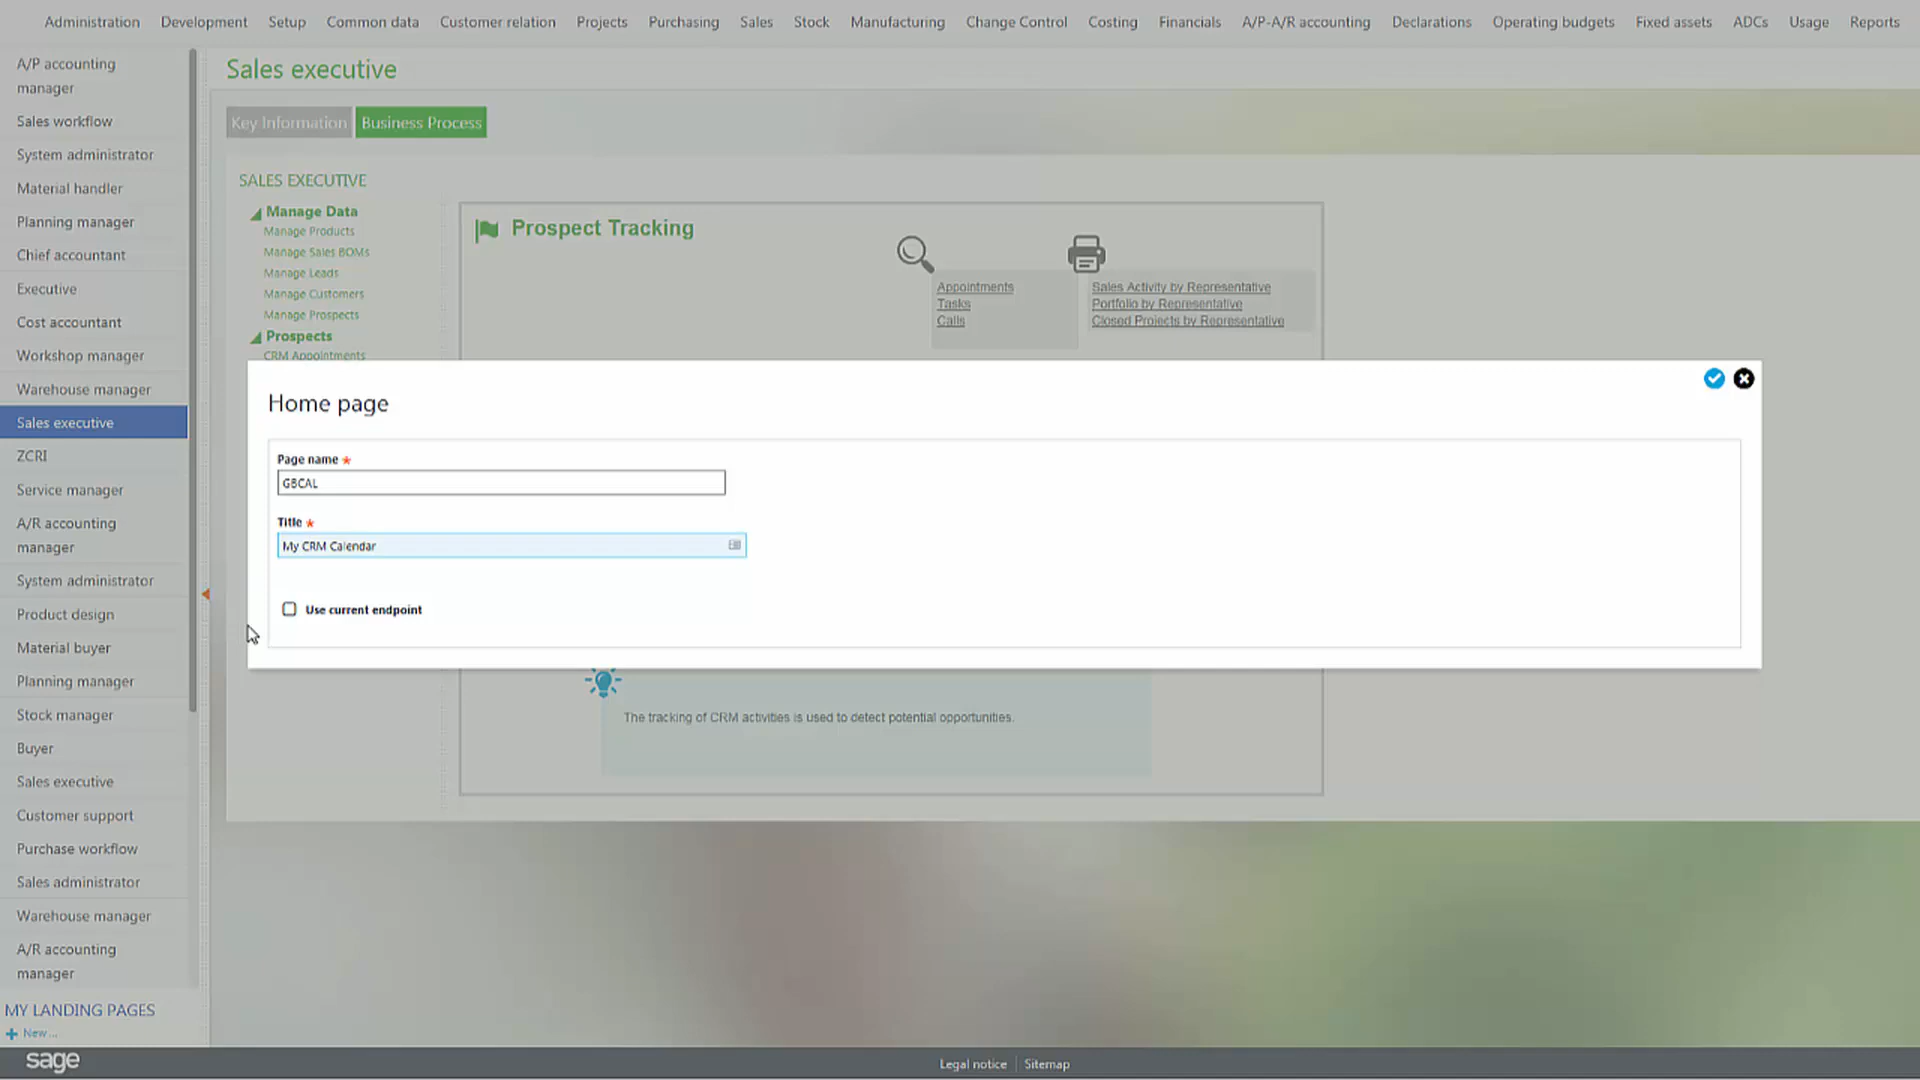 Administration Development Setup Common data Customer relation Projects Purchasing Sales Stock Manufacturing Change Control Costing Financials A/P-A/R accounting Declarations Operating budgets Fixed assets ADCs Usage Reports
A/P accounting
manager
Sales workflow
System administrator
Material handler
Planning manager
Chief accountant
Executive
Cost accountant
Workshop manager
Warehouse manager
Sales executive
ZCRI
Service manager
A/R accounting
manager
System administrator
Product design
Material buyer
Planning manager
Stock manager
Buyer
Sales executive
Customer support
Purchase workflow
Sales administrator
Warehouse manager
A/R accounting
manager
MY LANDING PAGES
New...
Sales executive
Key Information Business Process
SALES EXECUTIVE
Manage Data
Manage Products
Manage Sales BOMs
Manage Leads
Manage Customers
Manage Prospects
Prospects
CRM Appointments
Prospect Tracking
Appointments
Tasks
Calls
Sales Activity by Representative
Portfolio by Representative
Closed Projects by Representative
Home page
Page name *
GBCAL
Title *
My CRM Calendar
Use current endpoint
The tracking of CRM activities is used to detect potential opportunities.
sage
Legal notice Sitemap